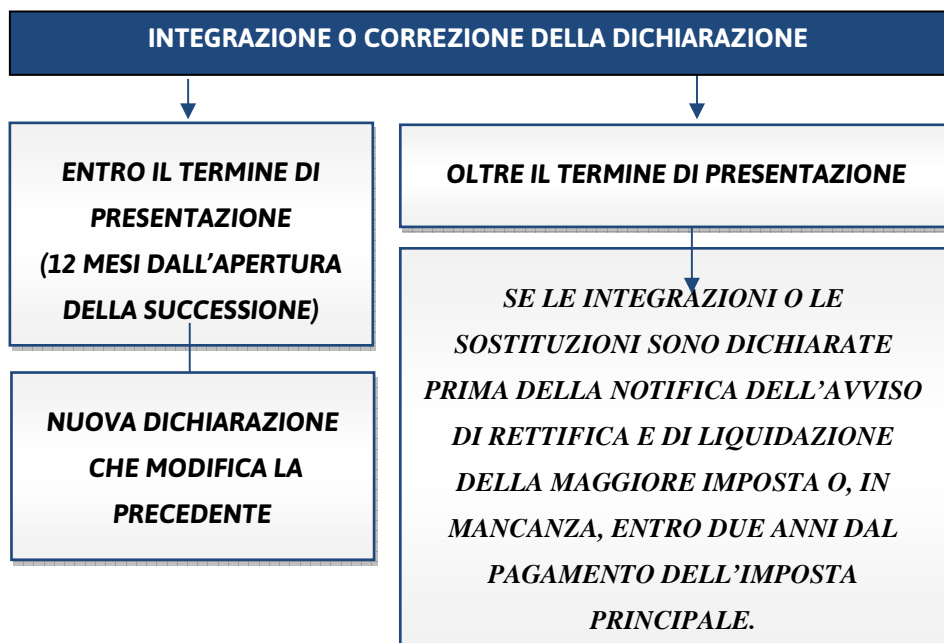 INTEGRAZIONE O CORREZIONE DELLA DICHIARAZIONE
ENTRO IL TERMINE DI
PRESENTAZIONE
(12 MESI DALL’APERTURA
DELLA SUCCESSIONE)
NUOVA DICHIARAZIONE
CHE MODIFICA LA
PRECEDENTE
OLTRE IL TERMINE DI PRESENTAZIONE
SE LE INTEGRAZIONI O LE
SOSTITUZIONI SONO DICHIARATE
PRIMA DELLA NOTIFICA DELL’AVVISO
DI RETTIFICA E DI LIQUIDAZIONE
DELLA MAGGIORE IMPOSTA O, IN
MANCANZA, ENTRO DUE ANNI DAL
PAGAMENTO DELL’IMPOSTA
PRINCIPALE.